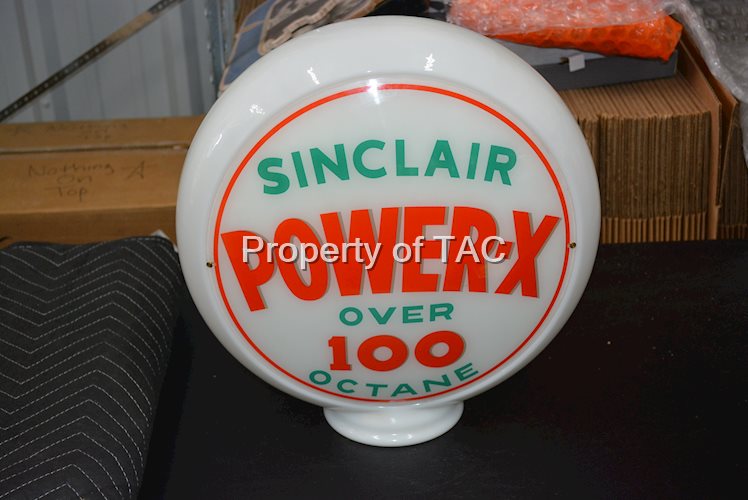 SINCLAIR
POWER-X
Property of TAC
OVER
100
OCTANE
Nothing
On
Top